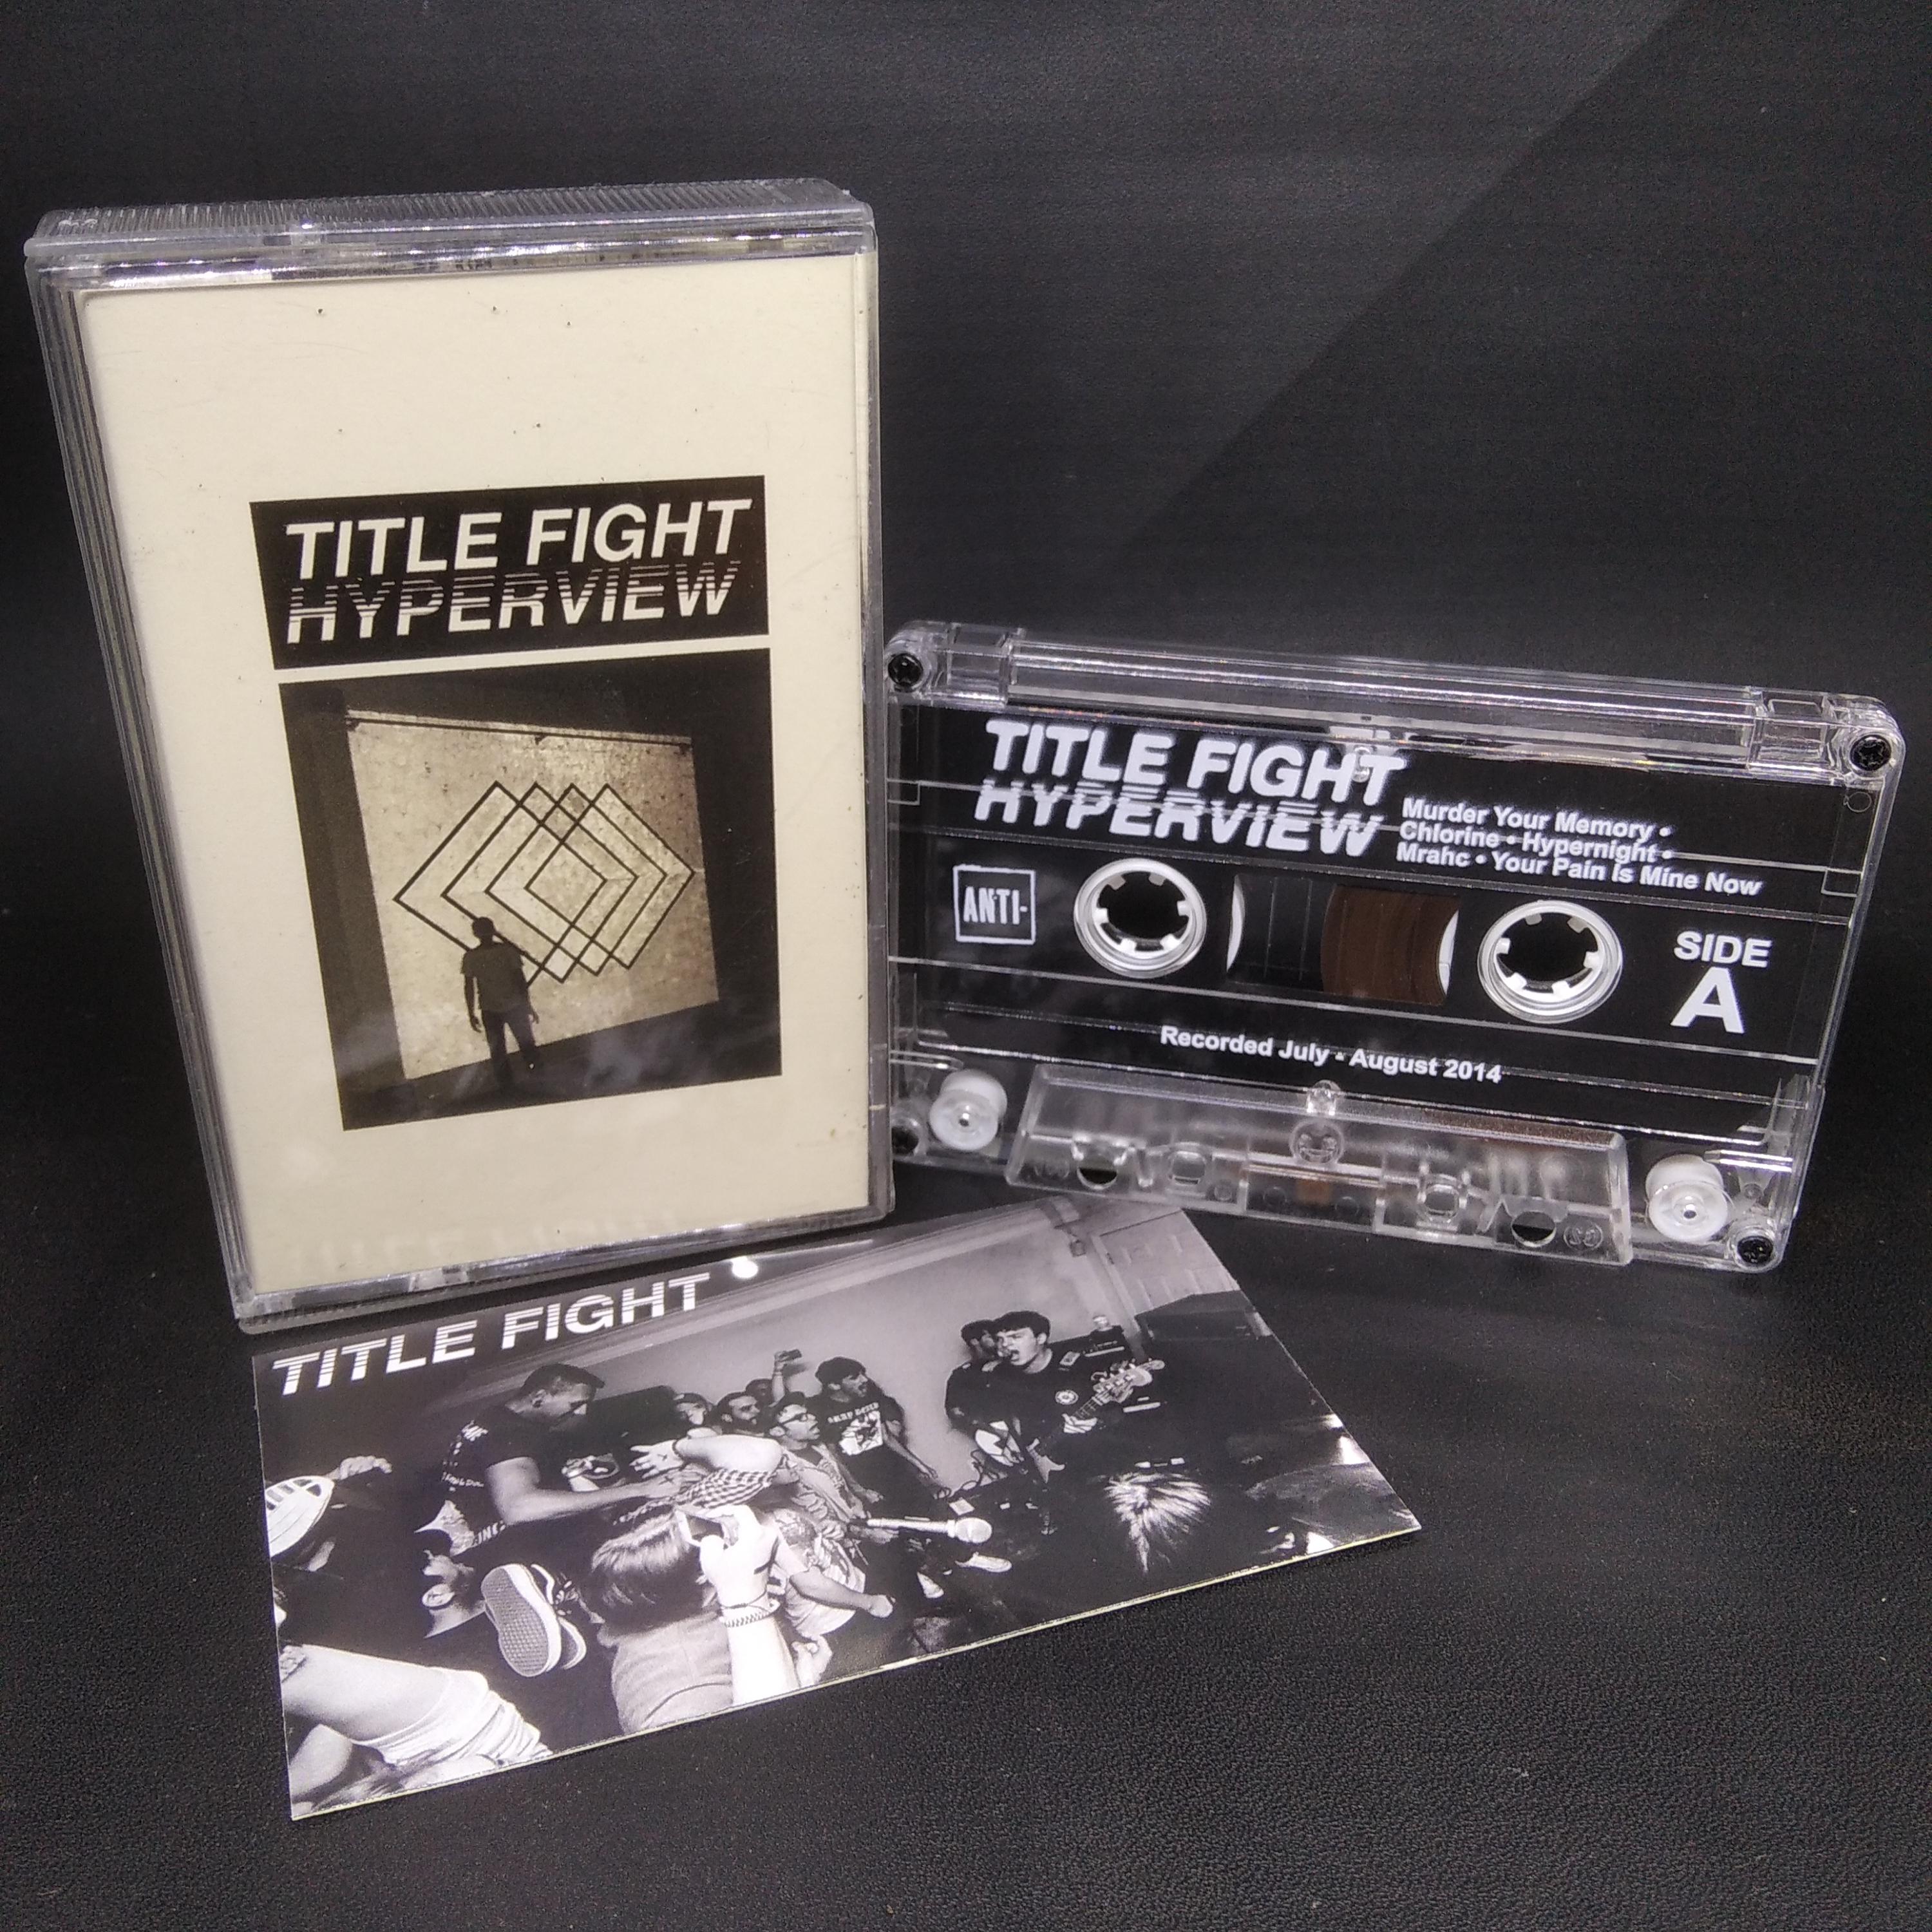 TITLE FIGHT
HYPERVIEW
TITLE FIGHT
HYPERVIEW
Murder Your Memory •
Chlorine • Hypernight •
Mrahc • Your Pain Is Mine Now
ANTI-
SIDE
A
Recorded July - August 2014
TITLE FIGHT